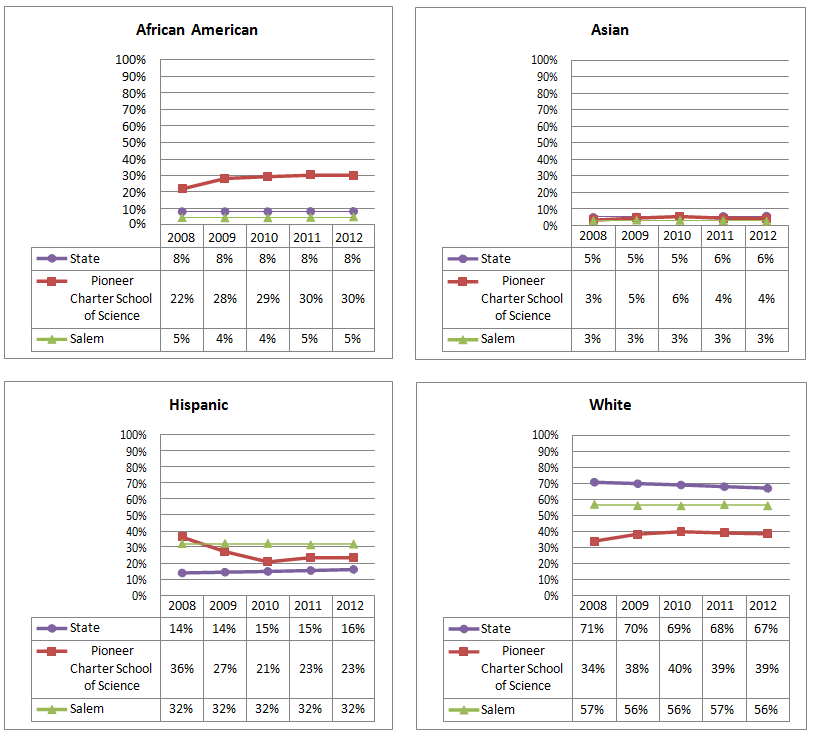 African American
100%
90%
80%
70%
60%
50%
40%
30%
20%
10%
0%
2008 2009 2010 2011 2012
State 8% 8% 8% 8% 8%
Pioneer
Charter School
of Science
22% 28% 29% 30% 30%
Salem 5% 4% 4% 5% 5%
Asian
100%
90%
80%
70%
60%
50%
40%
30%
20%
10%
0%
2008 2009 2010 2011 2012
State 5% 5% 5% 6% 6%
Pioneer
Charter School
of Science
3% 5% 6% 4% 4%
Salem 3% 3% 3% 3% 3%
Hispanic
100%
90%
80%
70%
60%
50%
40%
30%
20%
10%
0%
2008 2009 2010 2011 2012
State 14% 14% 15% 15% 16%
Pioneer
Charter School
of Science
36% 27% 21% 23% 23%
Salem 32% 32% 32% 32% 32%
White
100%
90%
80%
70%
60%
50%
40%
30%
20%
10%
0%
2008 2009 2010 2011 2012
State 71% 70% 69% 68% 67%
Pioneer
Charter School
of Science
34% 38% 40% 39% 39%
Salem 57% 56% 56% 57% 56%